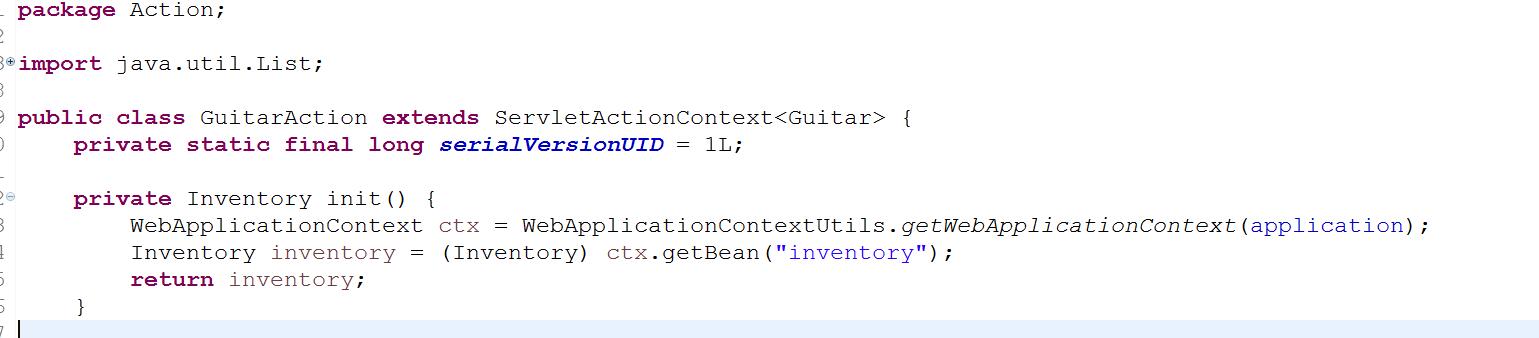 package Action;
2
import java.util.List;
public class GuitarAction extends ServletActionContext<Guitar> {
private static final long serialVersionUID = 1L;
private Inventory init() {
WebApplicationContext ctx = WebApplicationContextUtils.getWebApplicationContext(application);
Inventory inventory = (Inventory) ctx.getBean("inventory");
return inventory;
}